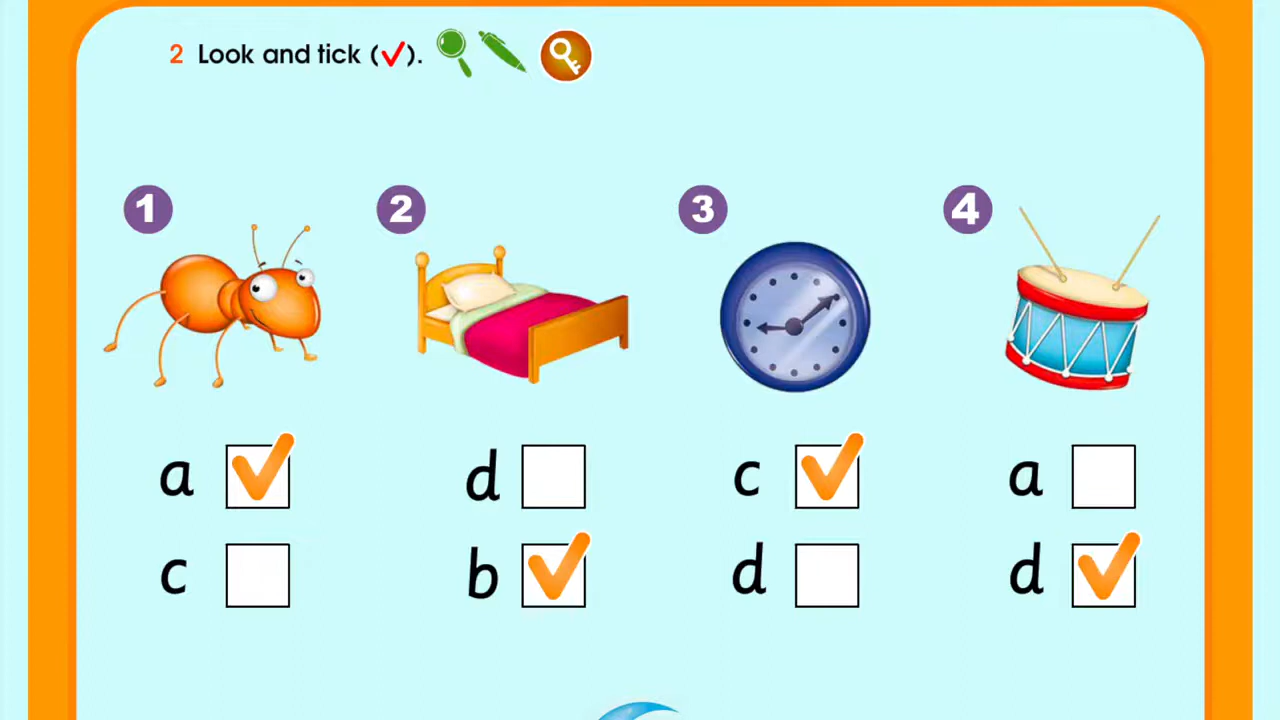 2 Look and tick (✓).
1 2 3 4
a d c a
c b d d